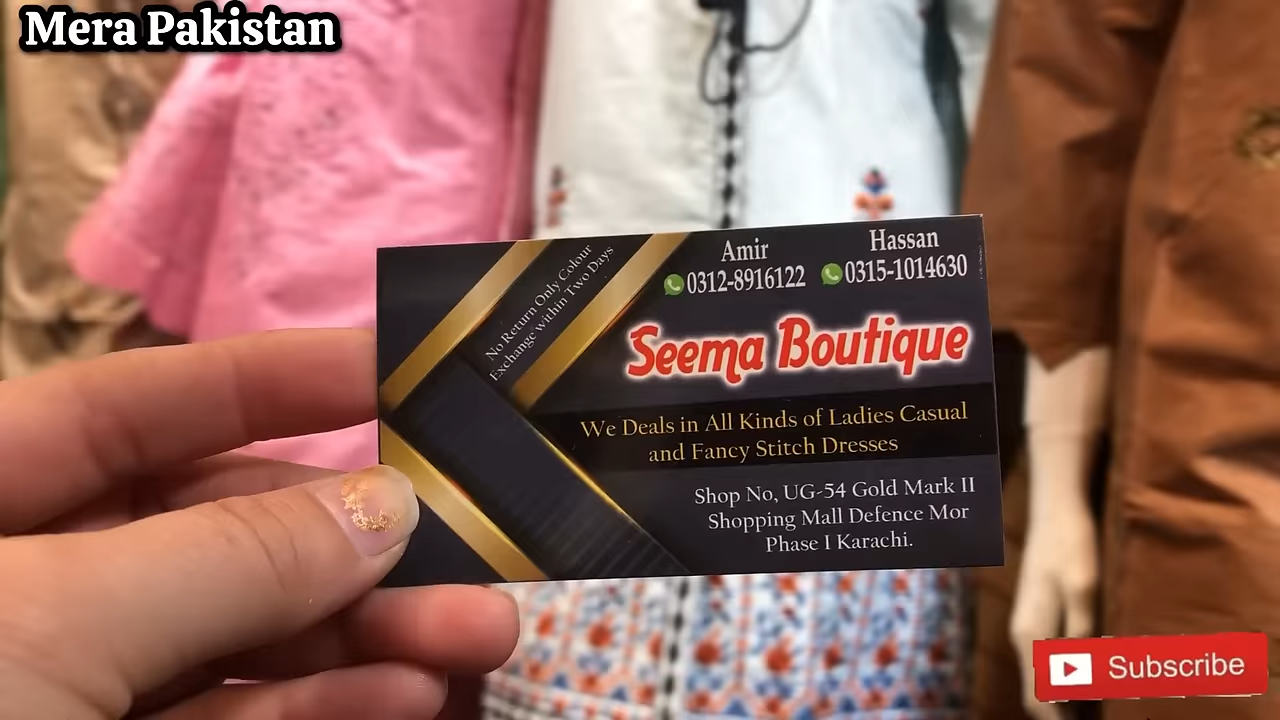 Mera Pakistan
No Return Only Colour
Exchange within Two Days
Amir
0312-8916122
Hassan
0315-1014630
Seema Boutique
We Deals in All Kinds of Ladies Casual
and Fancy Stitch Dresses
Shop No, UG-54 Gold Mark II
Shopping Mall Defence Mor
Phase I Karachi.
Subscribe